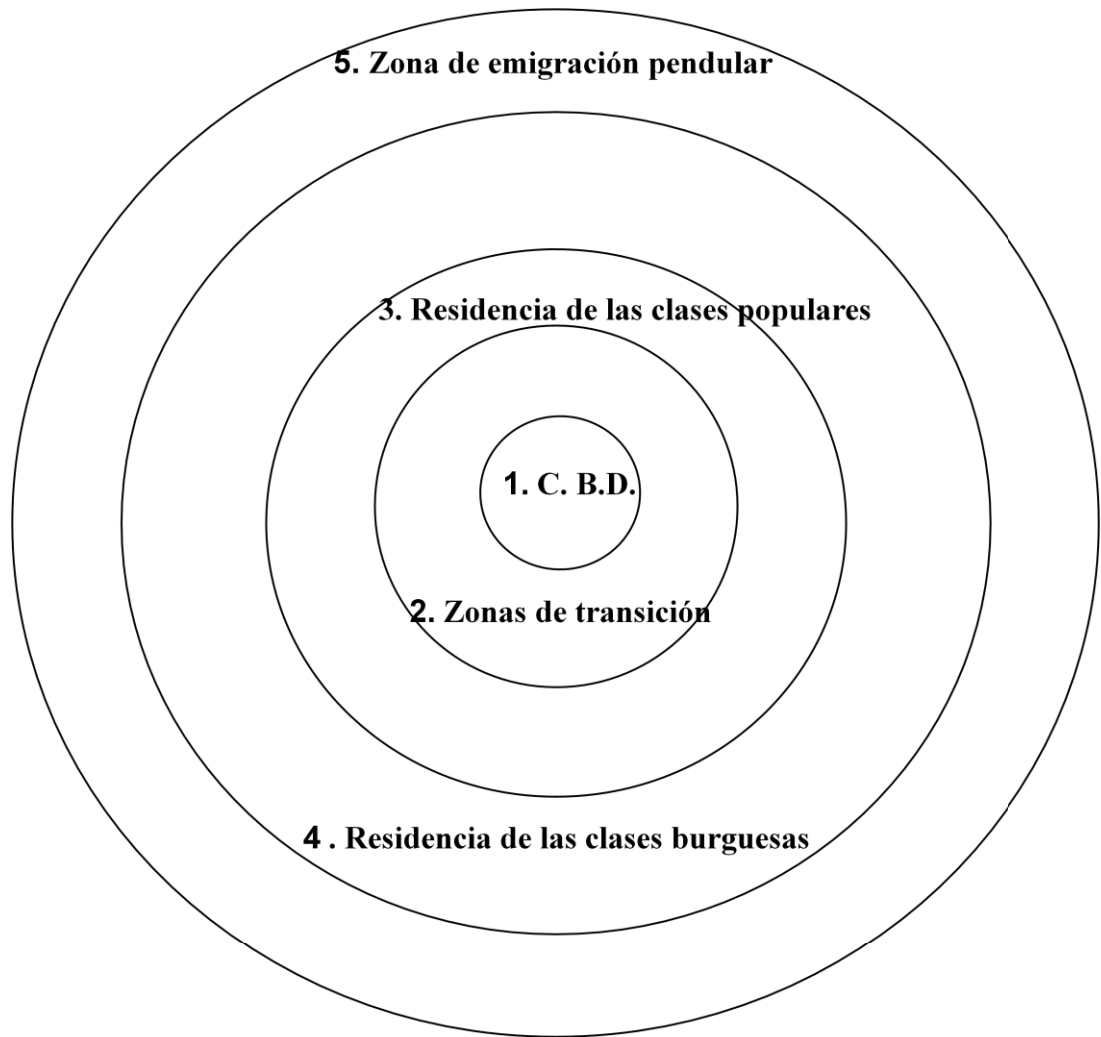 5. Zona de emigración pendular
3. Residencia de las clases populares
1. C. B.D.
2. Zonas de transición
4 . Residencia de las clases burguesas